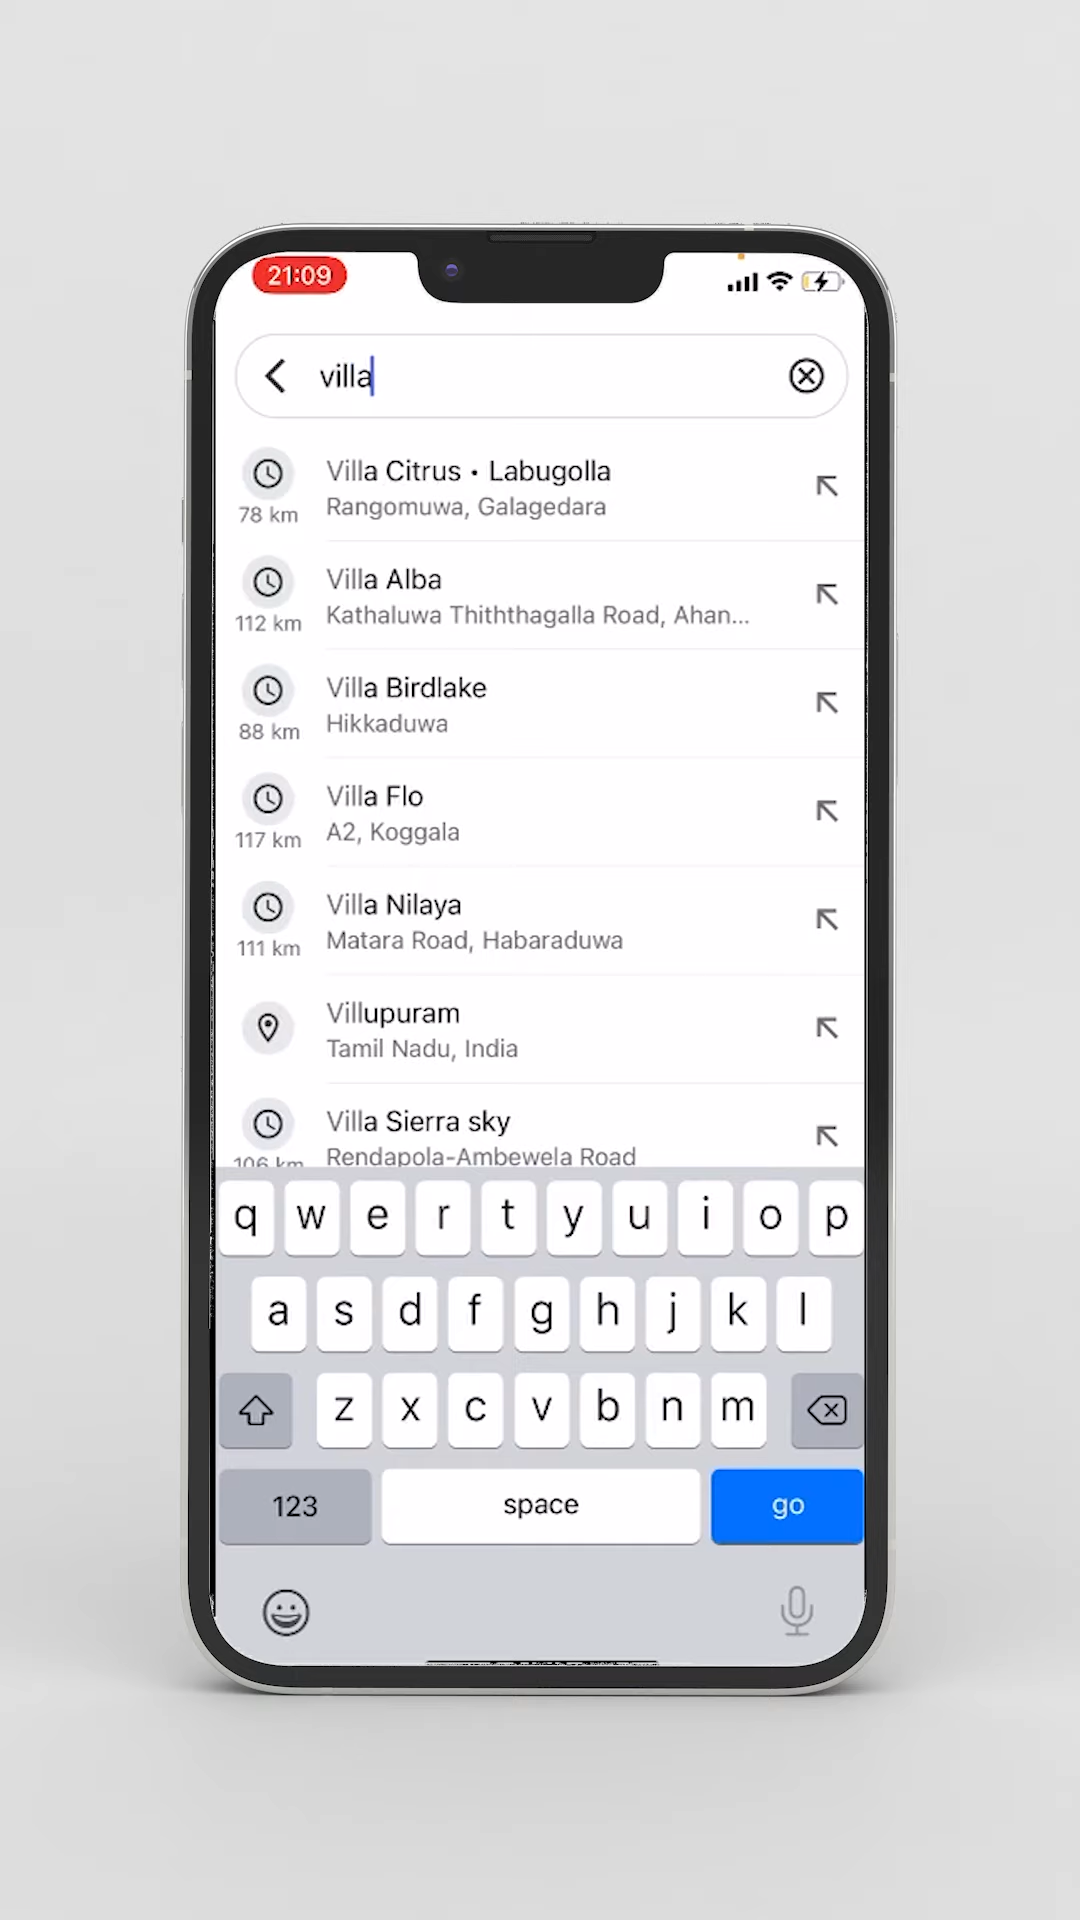 21:09
villa
Villa Citrus • Labugolla
Rangomuwa, Galagedara
78 km
Villa Alba
Kathaluwa Thiththagalla Road, Ahan...
112 km
Villa Birdlake
Hikkaduwa
88 km
Villa Flo
A2, Koggala
117 km
Villa Nilaya
Matara Road, Habaraduwa
111 km
Villupuram
Tamil Nadu, India
Villa Sierra sky
Rendapola-Ambewela Road
106 km
q w e r t y u i o p
a s d f g h j k l
z x c v b n m
123 space go